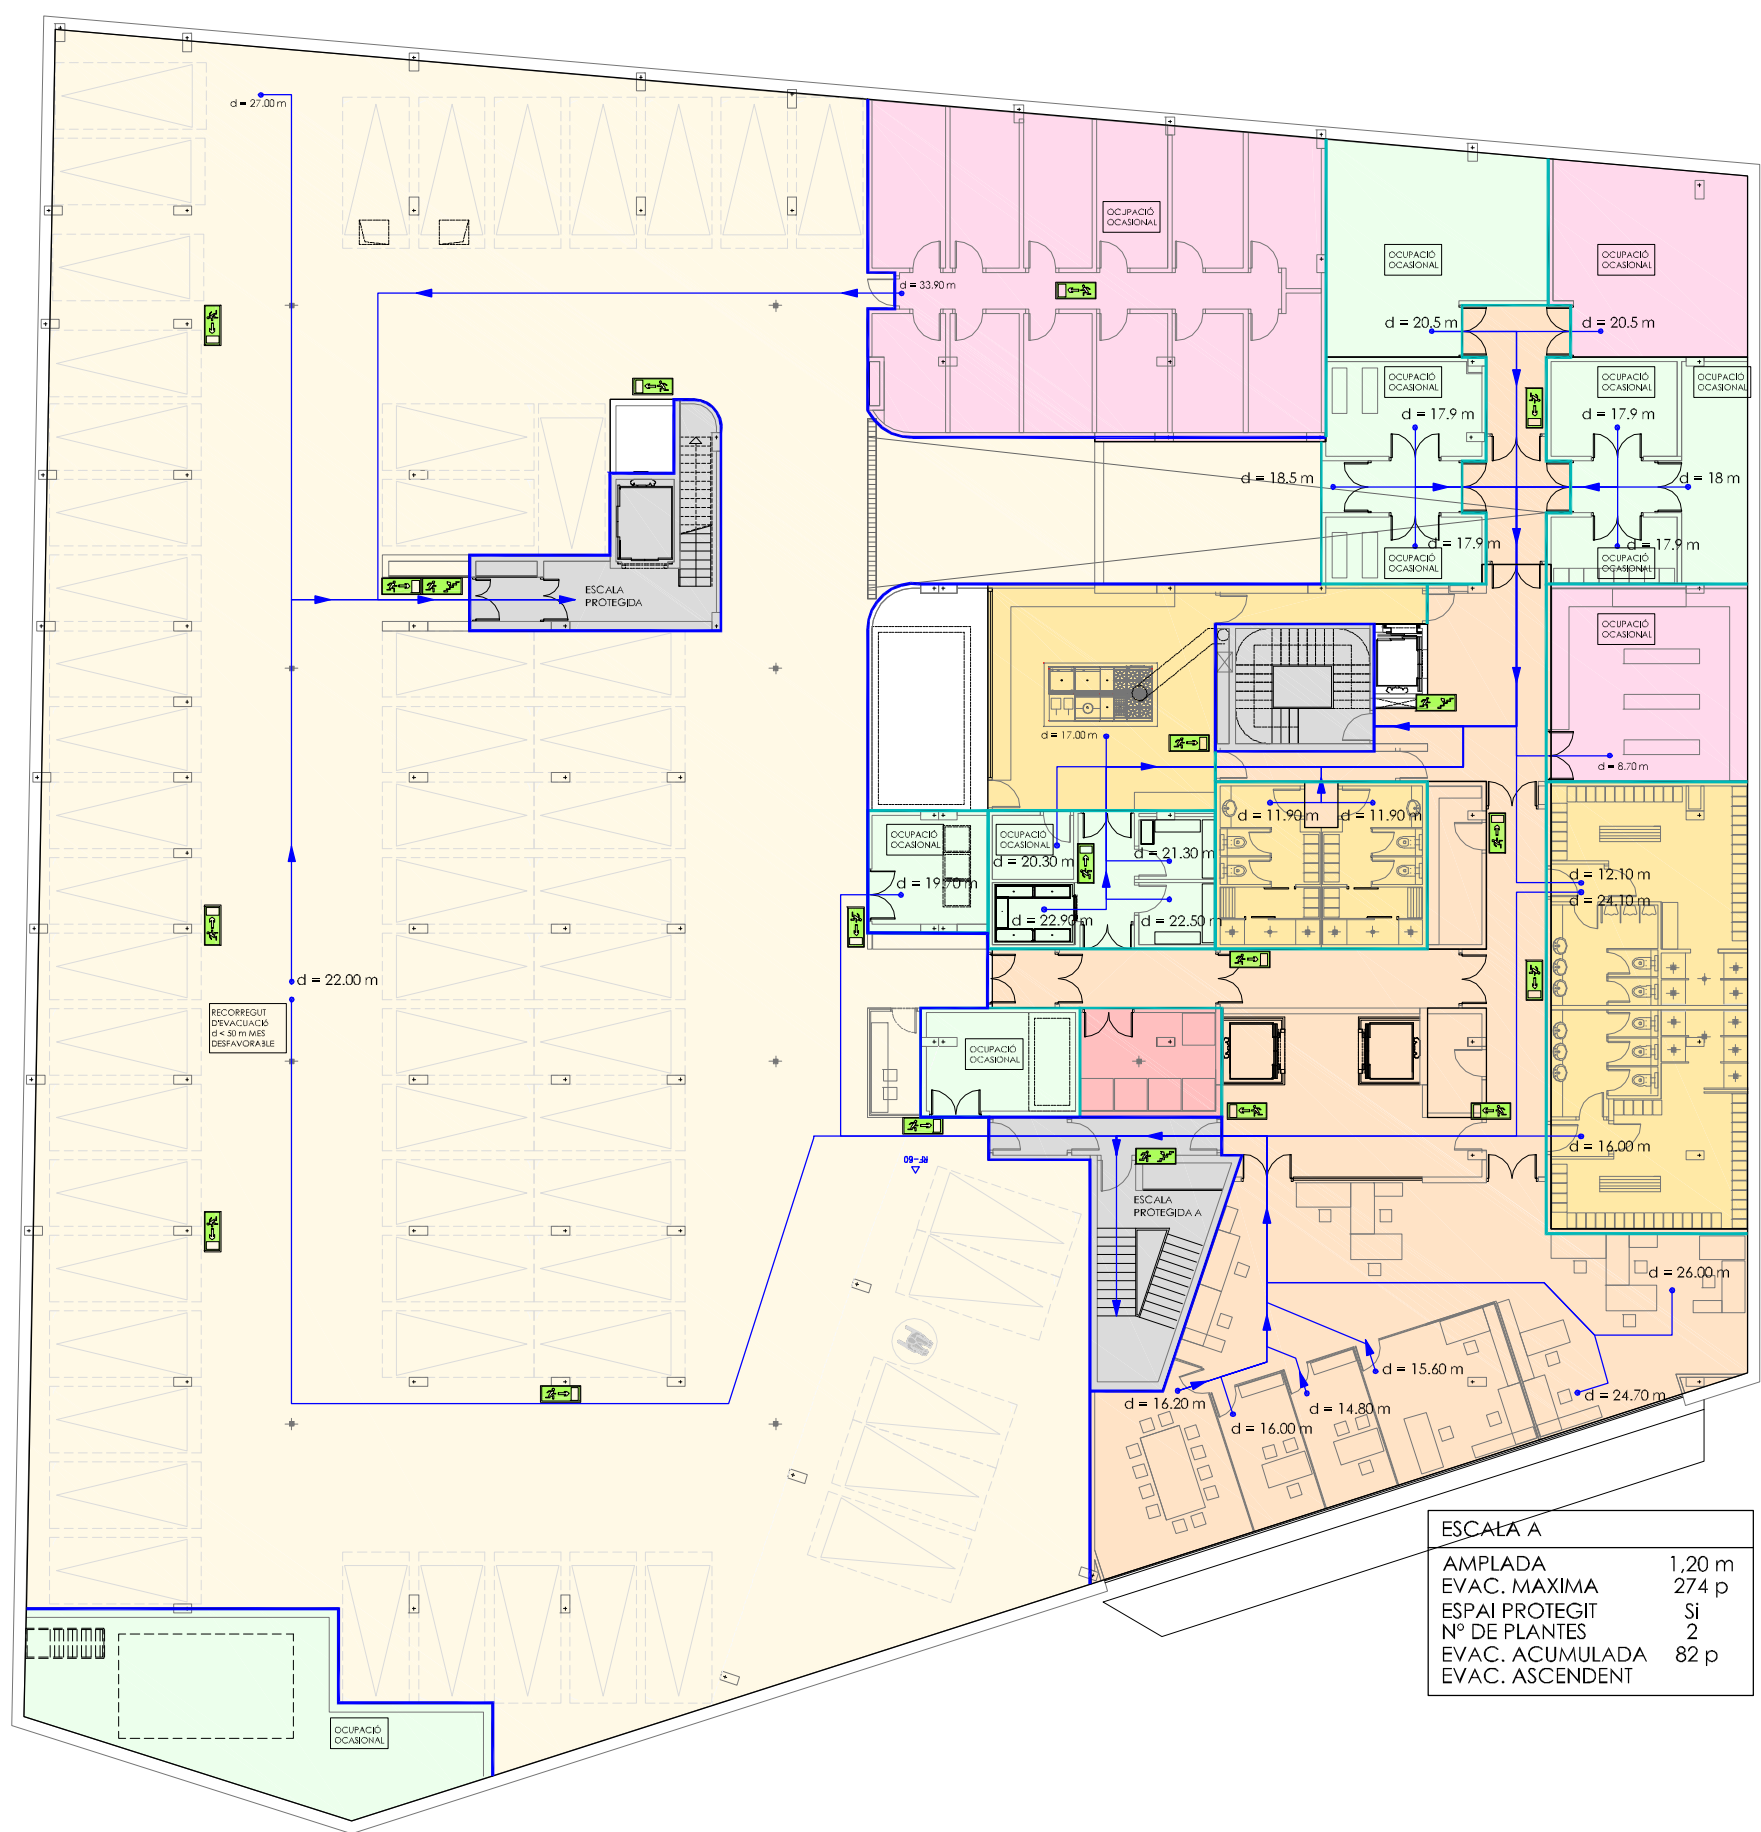 d = 27.00 m
OCUPACIÓ
OCASIONAL
OCUPACIÓ
OCASIONAL
OCUPACIÓ
OCASIONAL
d = 33.90 m
d = 20.5 m
d = 20.5 m
OCUPACIÓ
OCASIONAL
OCUPACIÓ
OCASIONAL
OCUPACIÓ
OCASIONAL
d = 17.9 m
d = 17.9 m
d = 18.5 m
d = 18 m
d = 17.9 m
d = 17.9 m
OCUPACIÓ
OCASIONAL
OCUPACIÓ
OCASIONAL
ESCALA
PROTEGIDA
OCUPACIÓ
OCASIONAL
d = 17.00 m
d = 8.70 m
d = 11.90 m
d = 11.90 m
OCUPACIÓ
OCASIONAL
OCUPACIÓ
OCASIONAL
d = 20.30 m
d = 21.30 m
d = 19.70 m
d = 12.10 m
d = 24.10 m
d = 22.90 m
d = 22.50 m
d = 22.00 m
RECORREGUT
D'EVACUACIÓ
d < 50 m MES
DESFAVORABLE
OCUPACIÓ
OCASIONAL
d = 16.00 m
RF-60
ESCALA
PROTEGIDA A
d = 26.00 m
d = 15.60 m
d = 24.70 m
d = 16.20 m
d = 14.80 m
d = 16.00 m
ESCALA A
AMPLADA 1,20 m
EVAC. MAXIMA 274 p
ESPAI PROTEGIT Si
Nº DE PLANTES 2
EVAC. ACUMULADA 82 p
EVAC. ASCENDENT
OCUPACIÓ
OCASIONAL